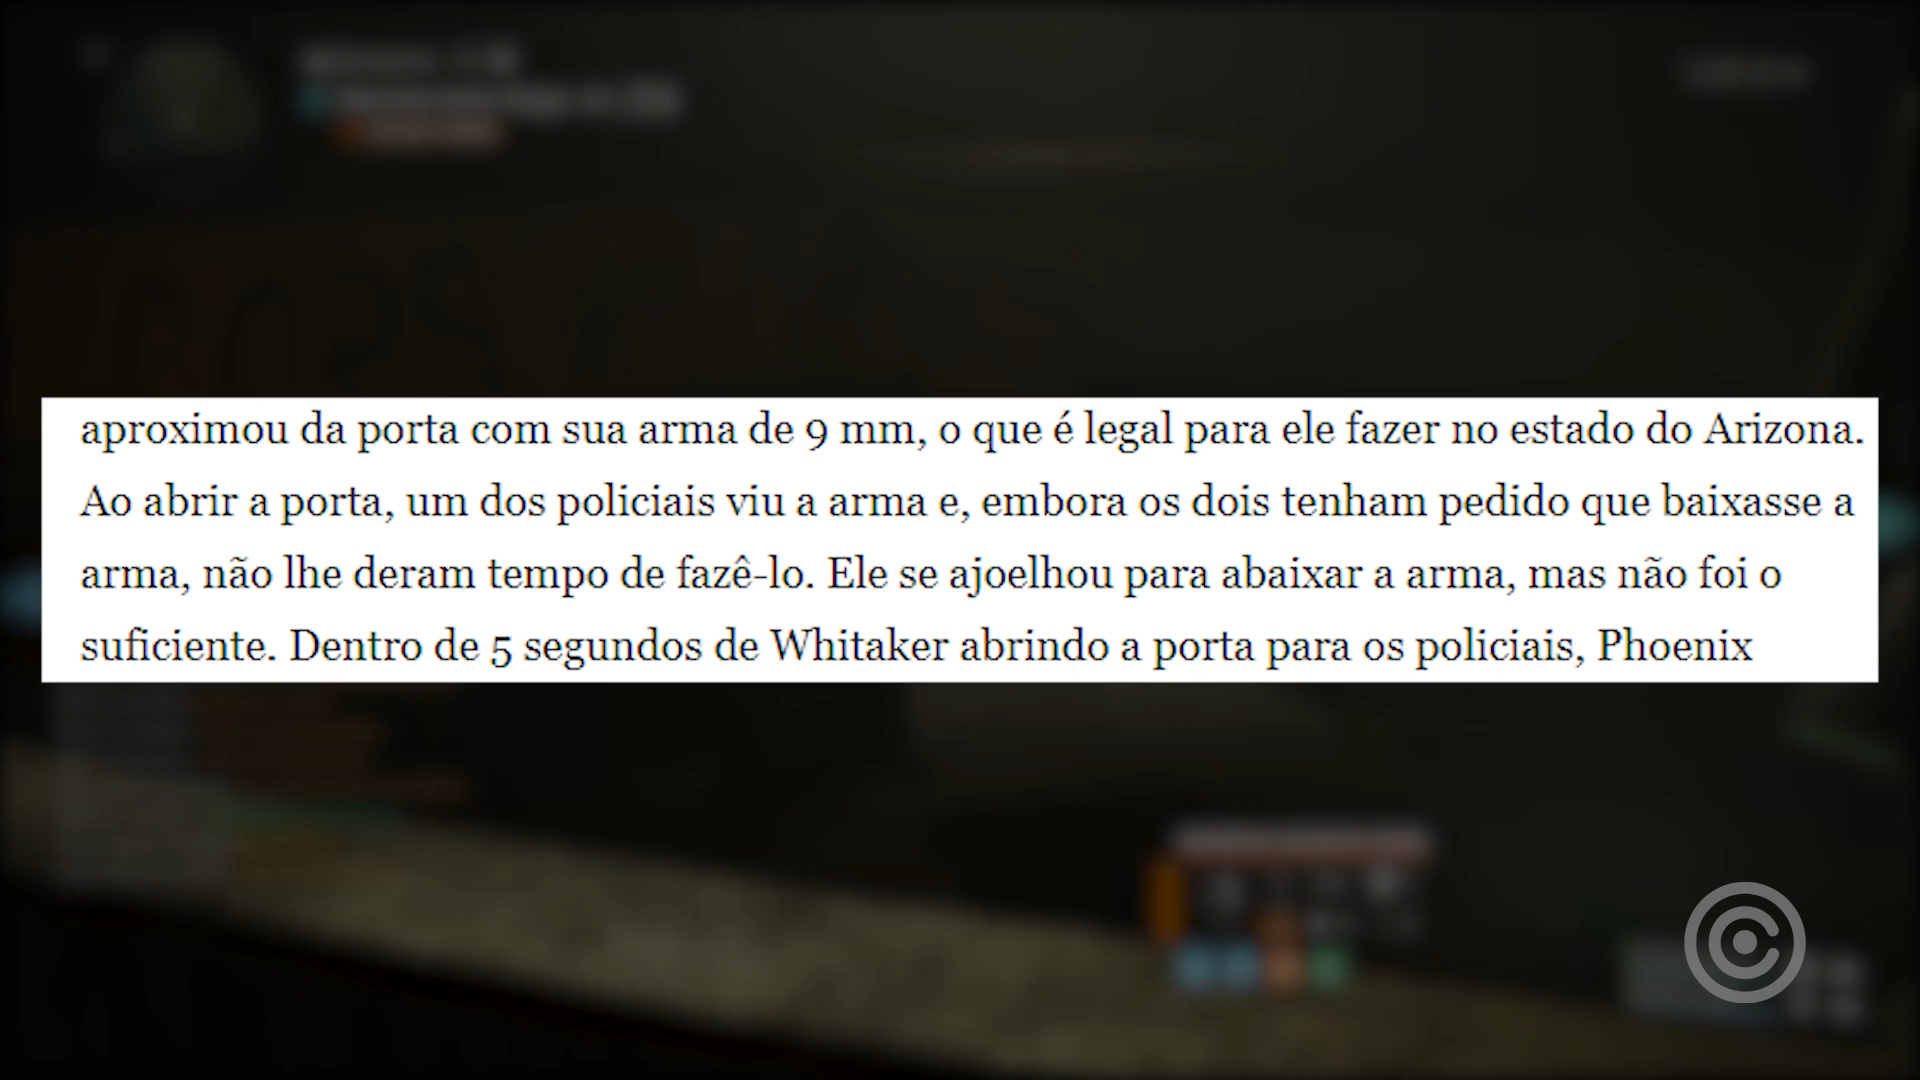 aproximou da porta com sua arma de 9 mm, o que é legal para ele fazer no estado do Arizona.
Ao abrir a porta, um dos policiais viu a arma e, embora os dois tenham pedido que baixasse a
arma, não lhe deram tempo de fazê-lo. Ele se ajoelhou para abaixar a arma, mas não foi o
suficiente. Dentro de 5 segundos de Whitaker abrindo a porta para os policiais, Phoenix